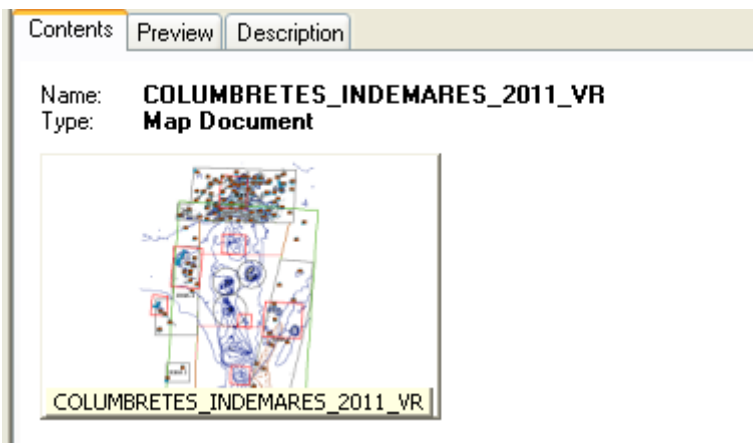 Contents Preview Description
Name: COLUMBRETES_INDEMARES_2011_VR
Type: Map Document
COLUMBRETES_INDEMARES_2011_VR